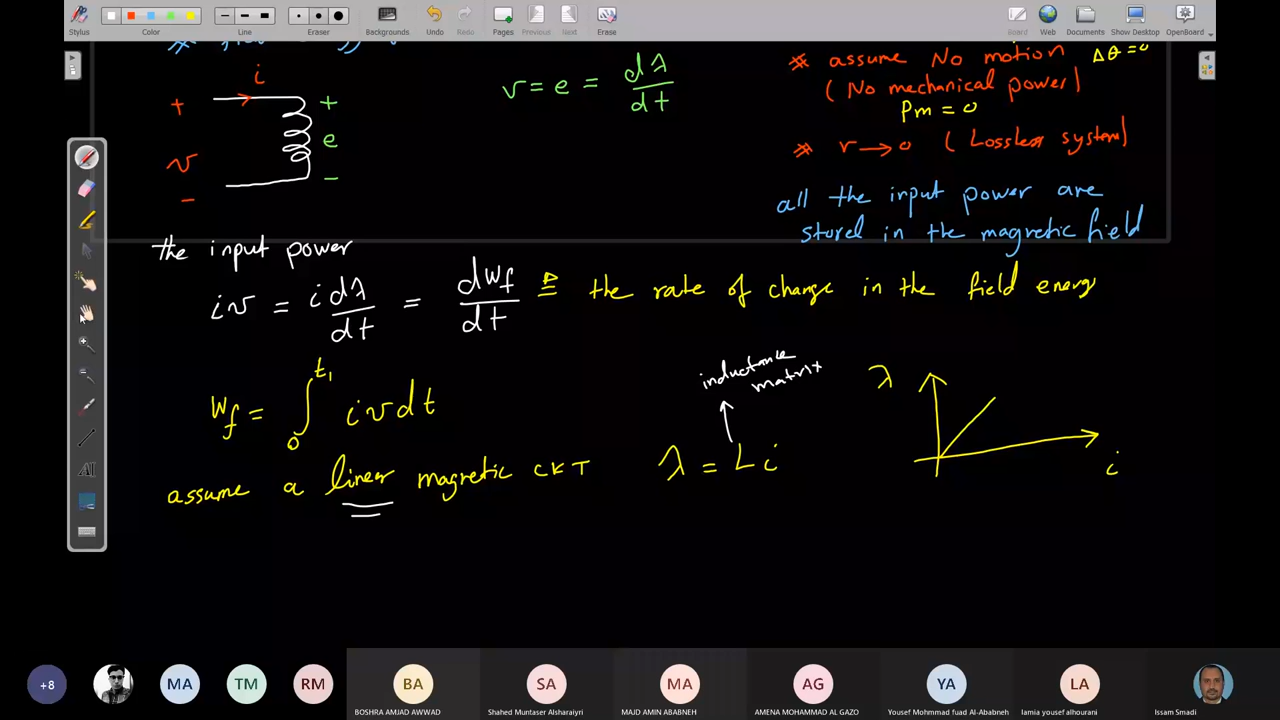 Stylus
Color
Eraser
Backgrounds
Undo
Redo
Pages
Previous
Next
Erase
Board
Web
Documents
Show Desktop
OpenBoard
i
+
+
v
e
-
-
v = e = dλ/dt
* assume No motion Δθ=0
( No mechanical power)
Pm = 0
* r → 0 ( Lossless system)
all the input power are
stored in the magnetic field
the input power
iv = i dλ/dt = dWf/dt ≜ the rate of change in the field energy
Wf = ∫₀^t₁ iv dt
inductance
matrix
λ
i
assume a linear magnetic CKT λ = Li
+8
MA
TM
RM
BA
SA
MA
AG
YA
LA
BOSHRA AMJAD AWWAD
Shahed Muntaser Alsharaiyri
MAJD AMIN ABABNEH
AMENA MOHAMMAD AL GAZO
Yousef Mohmmad fuad Al-Ababneh
lamia yousef alhourani
Issam Smadi